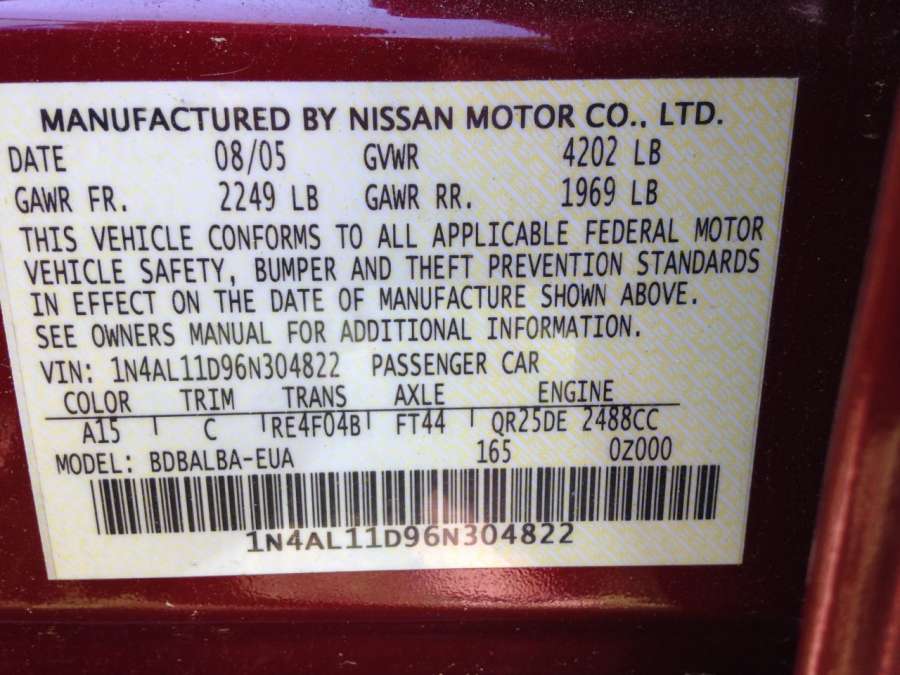 MANUFACTURED BY NISSAN MOTOR CO., LTD.
DATE 08/05 GVWR 4202 LB
GAWR FR. 2249 LB GAWR RR. 1969 LB
THIS VEHICLE CONFORMS TO ALL APPLICABLE FEDERAL MOTOR
VEHICLE SAFETY, BUMPER AND THEFT PREVENTION STANDARDS
IN EFFECT ON THE DATE OF MANUFACTURE SHOWN ABOVE.
SEE OWNERS MANUAL FOR ADDITIONAL INFORMATION.
VIN: 1N4AL11D96N304822 PASSENGER CAR
COLOR TRIM TRANS AXLE ENGINE
A15 C RE4F04B FT44 QR25DE 2488CC
MODEL: BDBALBA-EUA 165 0Z000
1N4AL11D96N304822